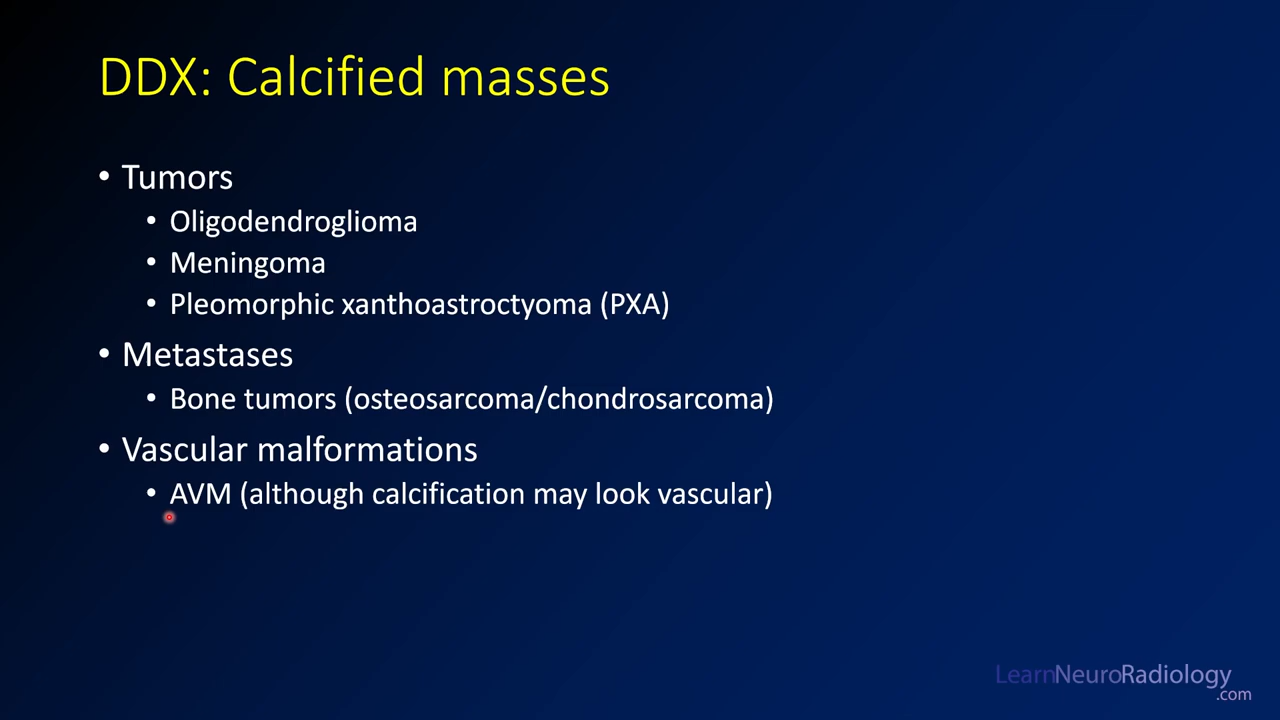 DDX: Calcified masses
• Tumors
• Oligodendroglioma
• Meningoma
• Pleomorphic xanthoastroctyoma (PXA)
• Metastases
• Bone tumors (osteosarcoma/chondrosarcoma)
• Vascular malformations
• AVM (although calcification may look vascular)
LearnNeuroRadiology
.com